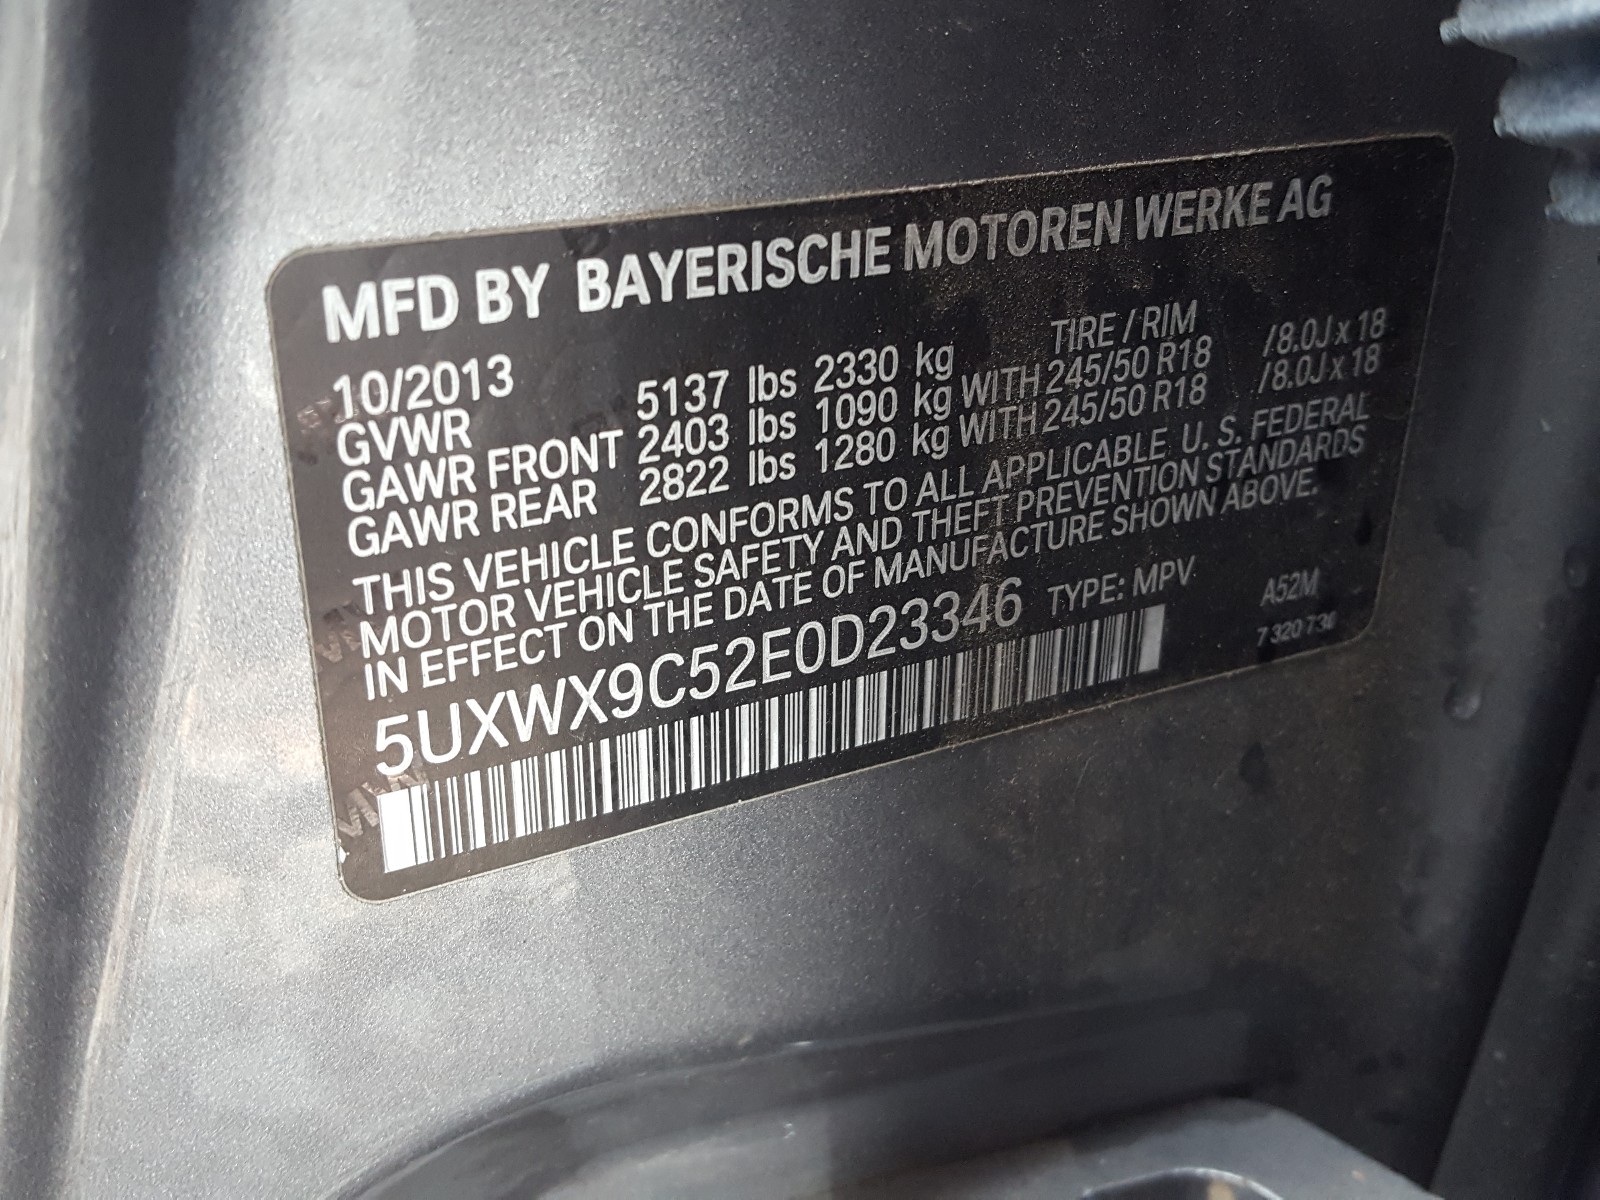 MFD BY BAYERISCHE MOTOREN WERKE AG
10/2013 TIRE / RIM
GVWR 5137 lbs 2330 kg
GAWR FRONT 2403 lbs 1090 kg WITH 245/50 R18 /8.0J x 18
GAWR REAR 2822 lbs 1280 kg WITH 245/50 R18 /8.0J x 18
THIS VEHICLE CONFORMS TO ALL APPLICABLE U. S. FEDERAL
MOTOR VEHICLE SAFETY AND THEFT PREVENTION STANDARDS
IN EFFECT ON THE DATE OF MANUFACTURE SHOWN ABOVE.
5UXWX9C52E0D23346 TYPE: MPV A52M
7 320